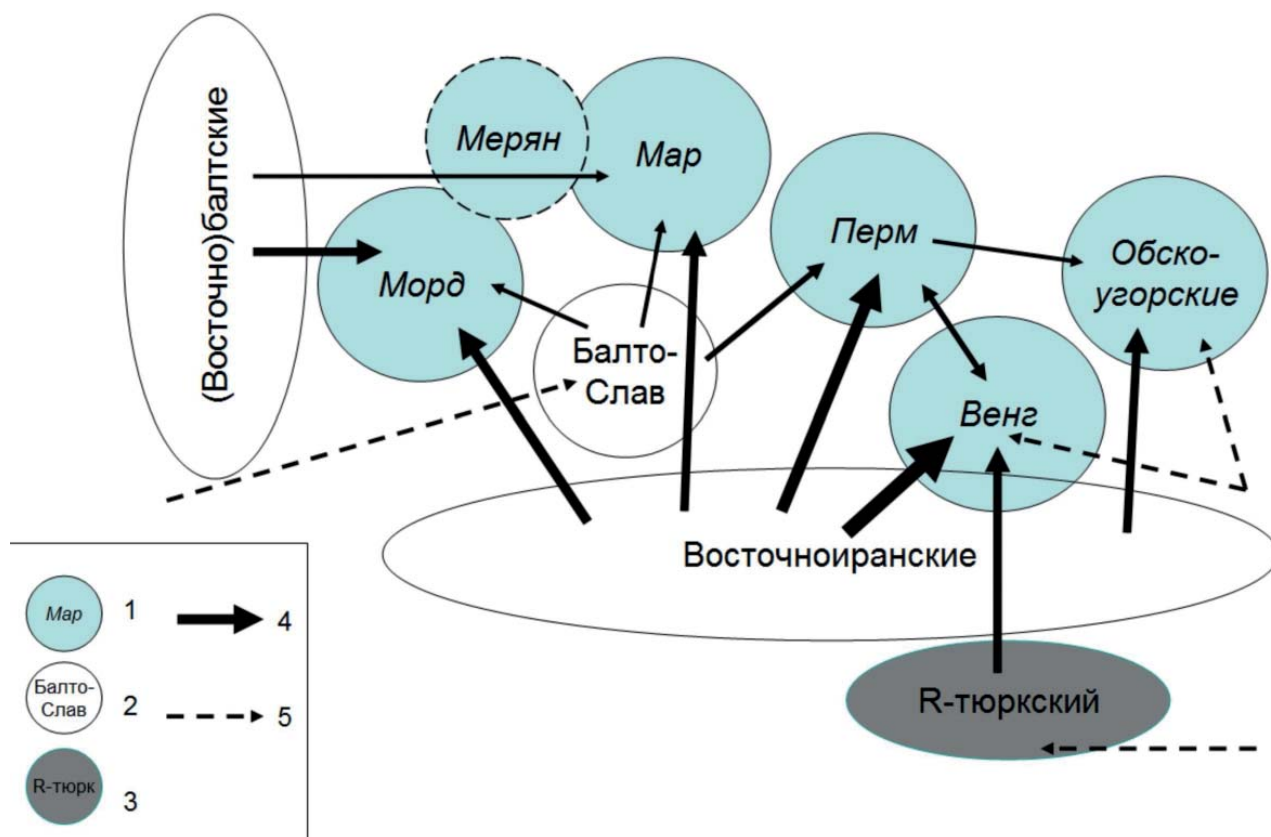 (Восточно)балтские
Мерян
Мар
Перм
Обско-
угорские
Морд
Балто-
Слав
Венг
Восточноиранские
R-тюркский
Мар
1
4
Балто-
Слав
2
5
R-тюрк
3